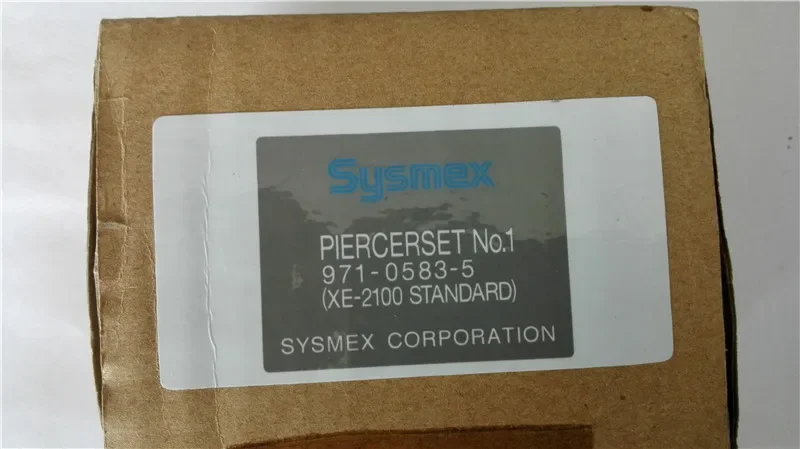 Sysmex
PIERCERSET No.1
971-0583-5
(XE-2100 STANDARD)
SYSMEX CORPORATION